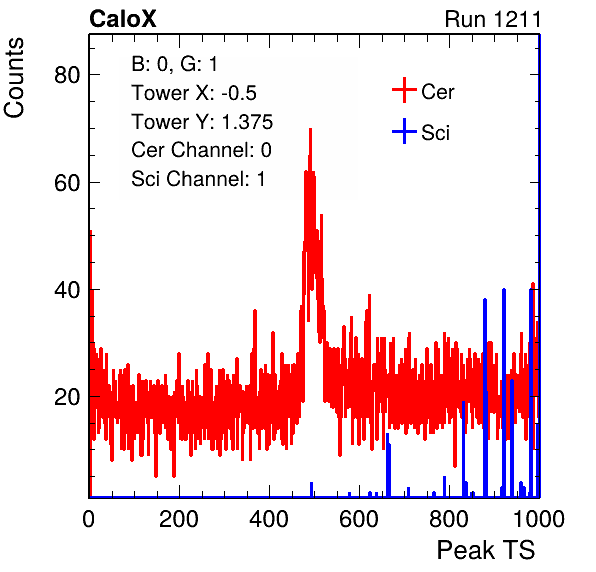 CaloX Run 1211
B: 0, G: 1
Tower X: -0.5
Tower Y: 1.375
Cer Channel: 0
Sci Channel: 1
Cer
Sci
Counts
80
60
40
20
0 200 400 600 800 1000
Peak TS